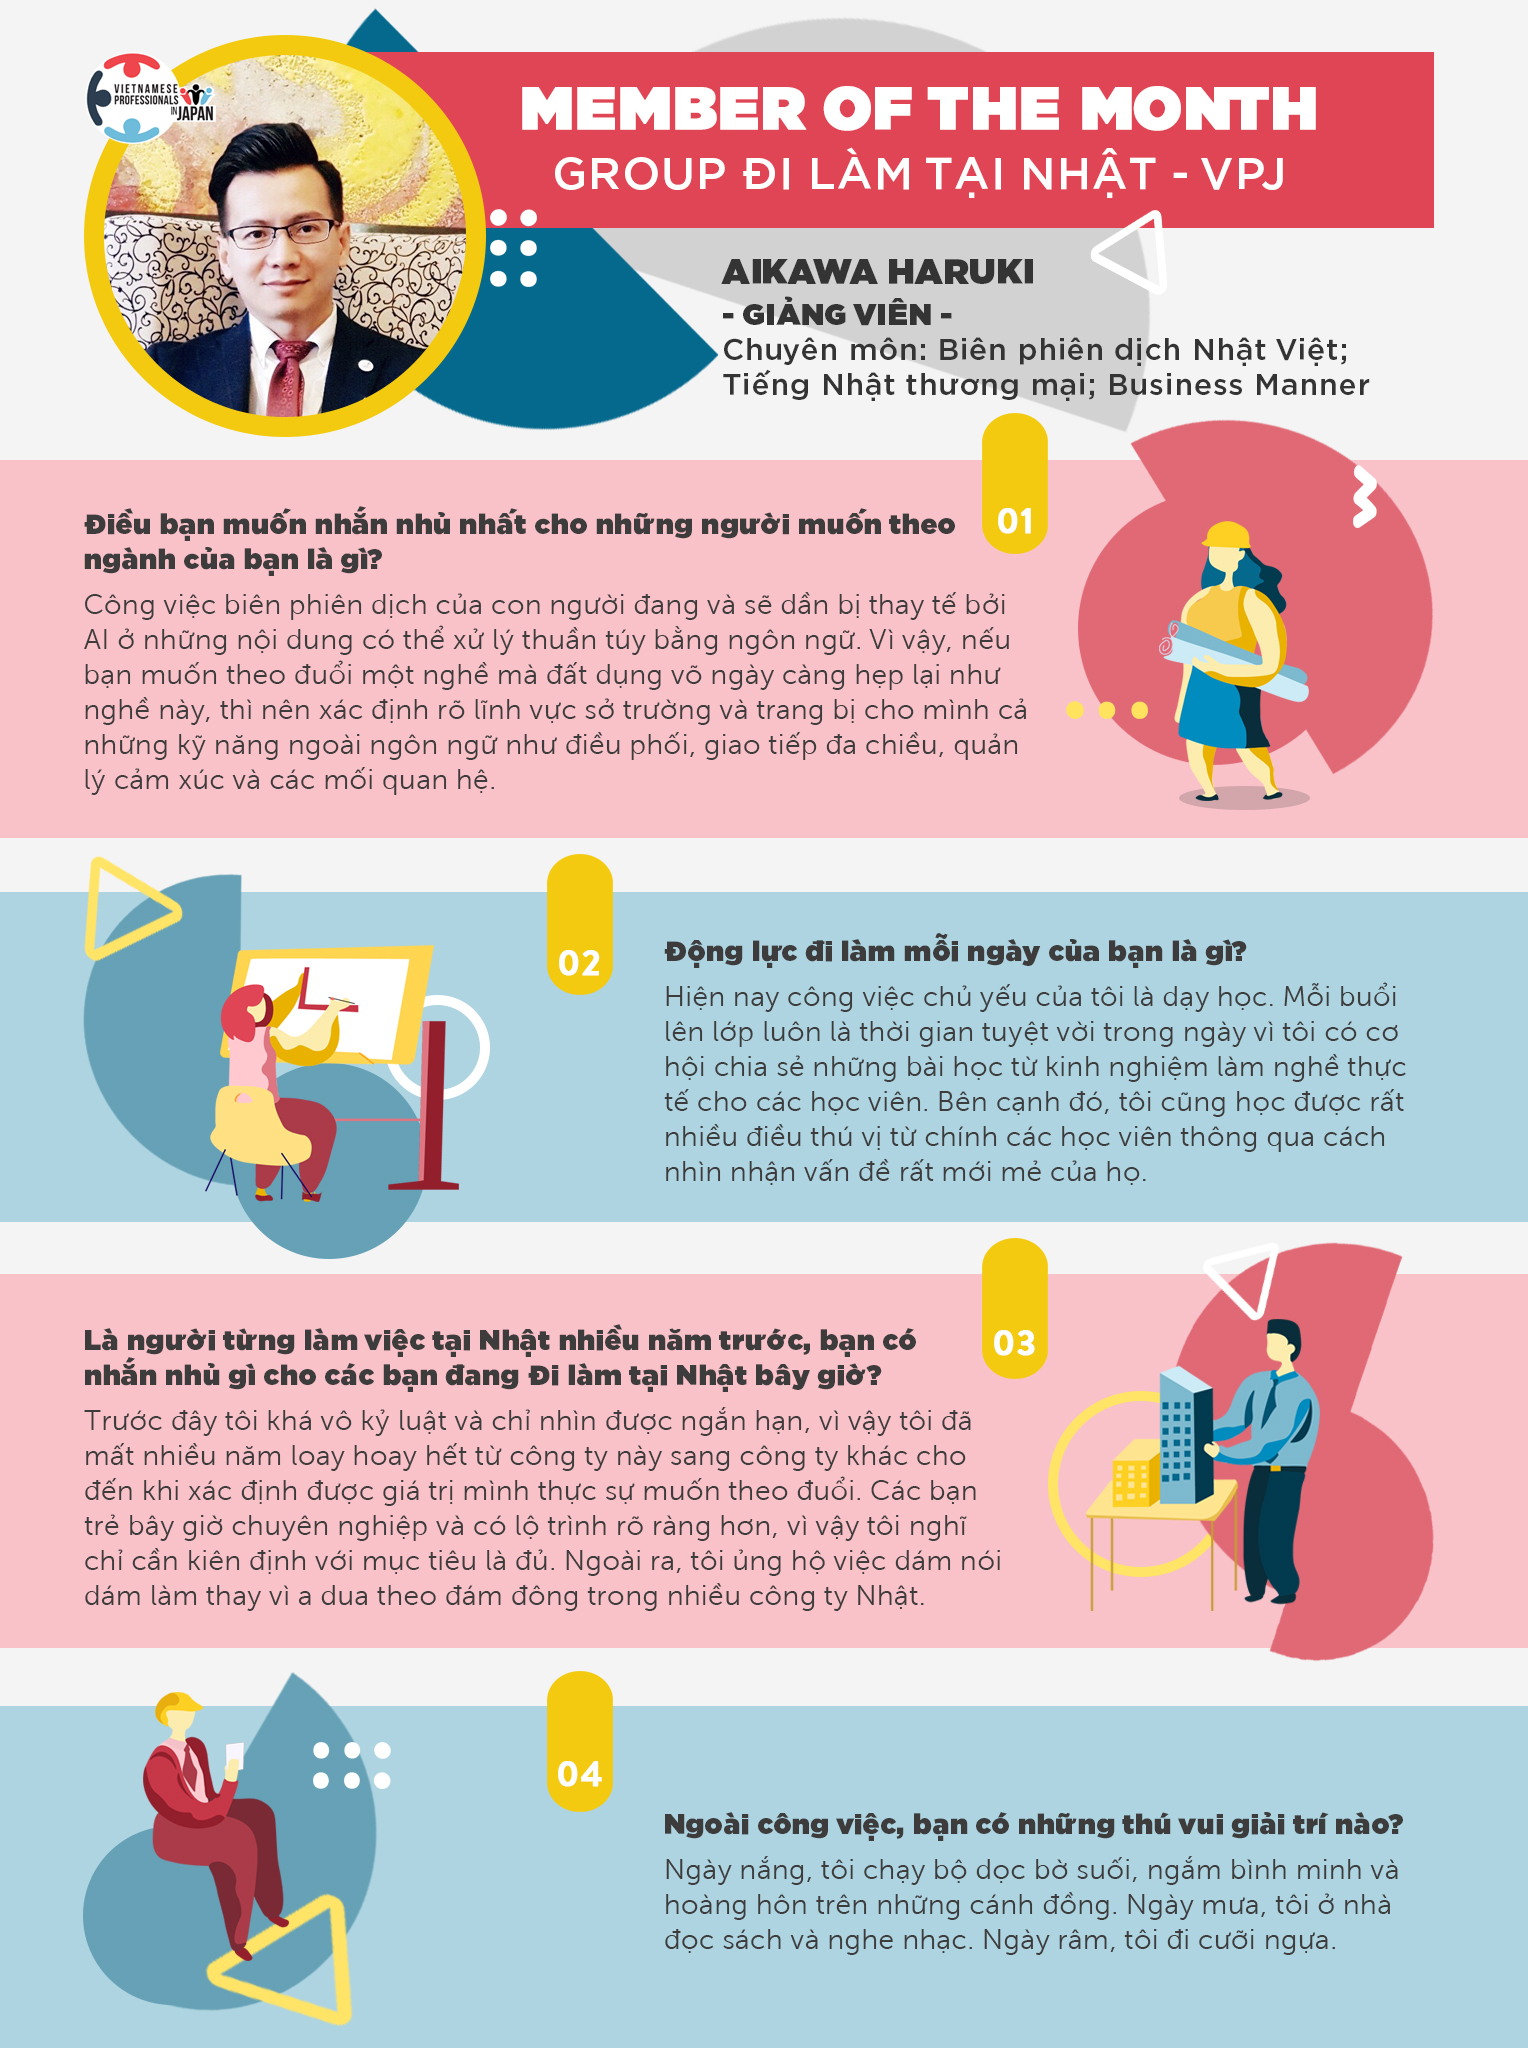 VIETNAMESE
PROFESSIONALS
IN JAPAN
MEMBER OF THE MONTH
GROUP ĐI LÀM TẠI NHẬT - VPJ
AIKAWA HARUKI
- GIẢNG VIÊN -
Chuyên môn: Biên phiên dịch Nhật Việt;
Tiếng Nhật thương mại; Business Manner
01
Điều bạn muốn nhắn nhủ nhất cho những người muốn theo
ngành của bạn là gì?
Công việc biên phiên dịch của con người đang và sẽ dần bị thay tế bởi
AI ở những nội dung có thể xử lý thuần túy bằng ngôn ngữ. Vì vậy, nếu
bạn muốn theo đuổi một nghề mà đất dụng võ ngày càng hẹp lại như
nghề này, thì nên xác định rõ lĩnh vực sở trường và trang bị cho mình cả
những kỹ năng ngoài ngôn ngữ như điều phối, giao tiếp đa chiều, quản
lý cảm xúc và các mối quan hệ.
02
Động lực đi làm mỗi ngày của bạn là gì?
Hiện nay công việc chủ yếu của tôi là dạy học. Mỗi buổi
lên lớp luôn là thời gian tuyệt vời trong ngày vì tôi có cơ
hội chia sẻ những bài học từ kinh nghiệm làm nghề thực
tế cho các học viên. Bên cạnh đó, tôi cũng học được rất
nhiều điều thú vị từ chính các học viên thông qua cách
nhìn nhận vấn đề rất mới mẻ của họ.
03
Là người từng làm việc tại Nhật nhiều năm trước, bạn có
nhắn nhủ gì cho các bạn đang Đi làm tại Nhật bây giờ?
Trước đây tôi khá vô kỷ luật và chỉ nhìn được ngắn hạn, vì vậy tôi đã
mất nhiều năm loay hoay hết từ công ty này sang công ty khác cho
đến khi xác định được giá trị mình thực sự muốn theo đuổi. Các bạn
trẻ bây giờ chuyên nghiệp và có lộ trình rõ ràng hơn, vì vậy tôi nghĩ
chỉ cần kiên định với mục tiêu là đủ. Ngoài ra, tôi ủng hộ việc dám nói
dám làm thay vì a dua theo đám đông trong nhiều công ty Nhật.
04
Ngoài công việc, bạn có những thú vui giải trí nào?
Ngày nắng, tôi chạy bộ dọc bờ suối, ngắm bình minh và
hoàng hôn trên những cánh đồng. Ngày mưa, tôi ở nhà
đọc sách và nghe nhạc. Ngày râm, tôi đi cưỡi ngựa.